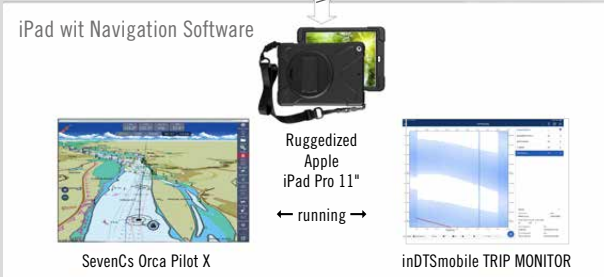 iPad wit Navigation Software
Ruggedized
Apple
iPad Pro 11"
← running →
SevenCs Orca Pilot X
inDTSmobile TRIP MONITOR